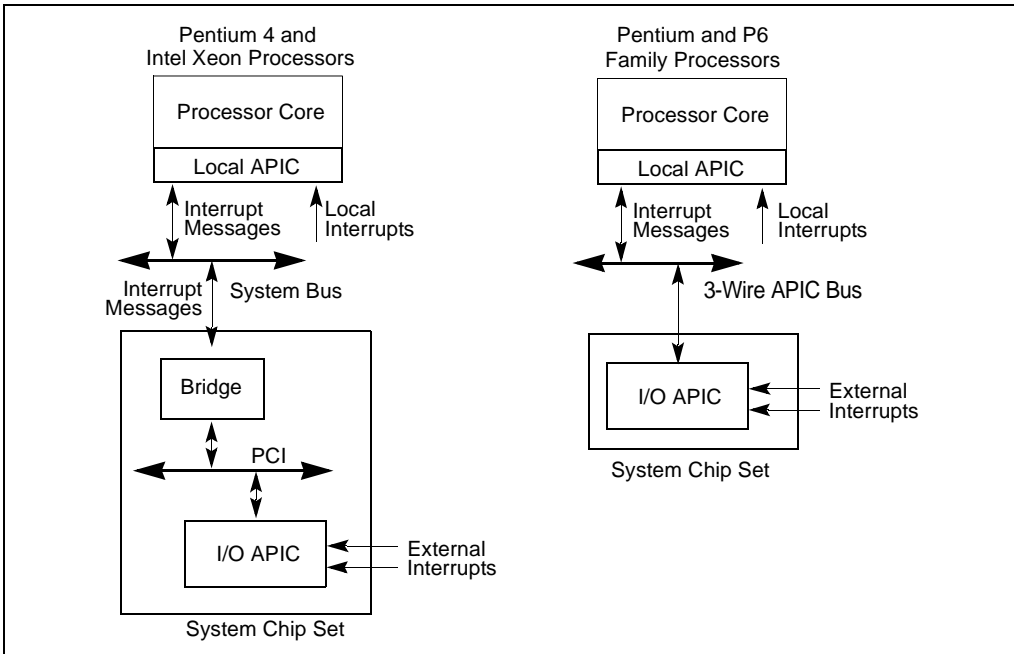 Pentium 4 and
Intel Xeon Processors
Processor Core
Local APIC
Interrupt
Messages
Local
Interrupts
Interrupt
Messages
System Bus
Bridge
PCI
I/O APIC
External
Interrupts
System Chip Set
Pentium and P6
Family Processors
Processor Core
Local APIC
Interrupt
Messages
Local
Interrupts
3-Wire APIC Bus
I/O APIC
External
Interrupts
System Chip Set